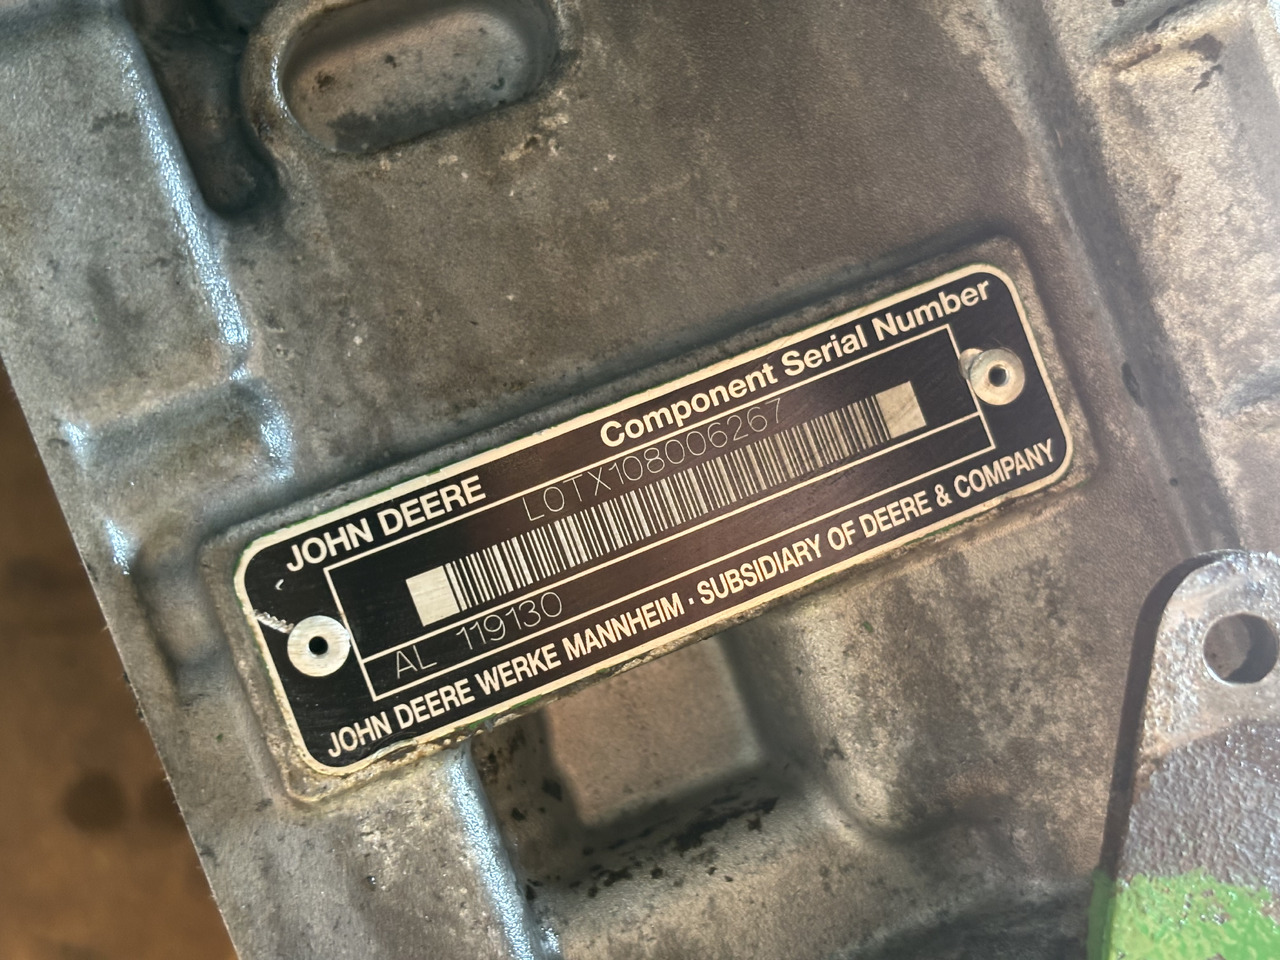 JOHN DEERE Component Serial Number
L0TX108006267
AL 119130
JOHN DEERE WERKE MANNHEIM · SUBSIDIARY OF DEERE & COMPANY